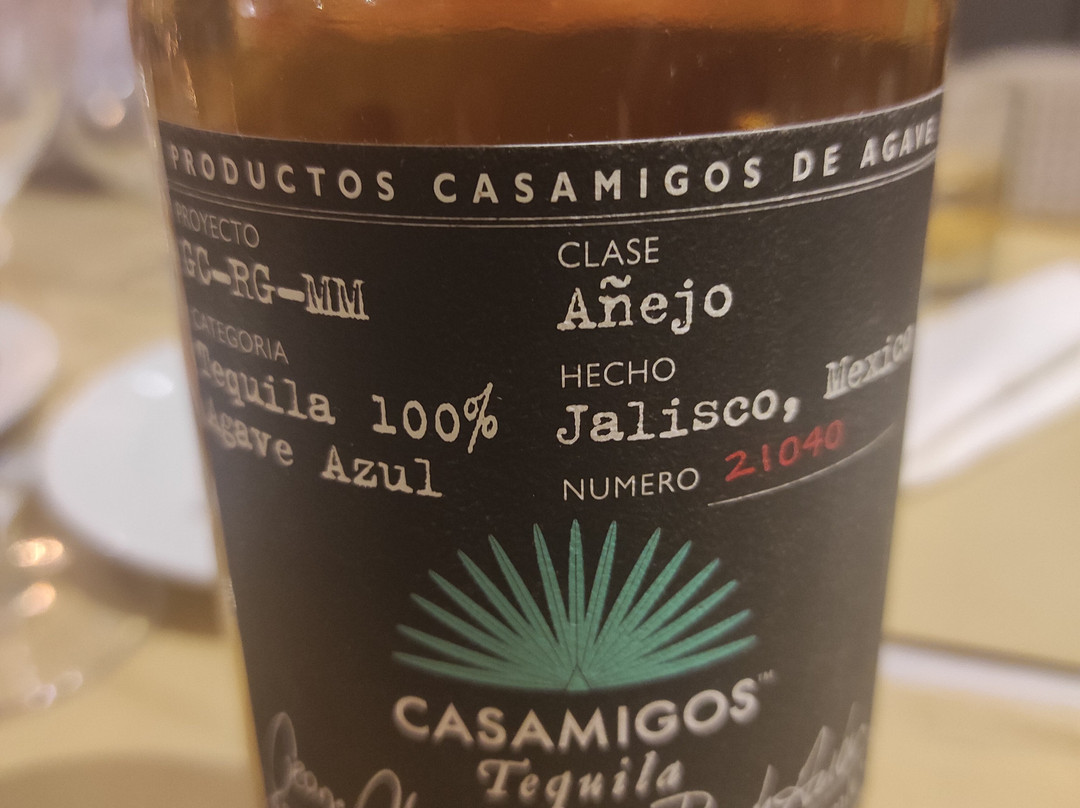 PRODUCTOS CASAMIGOS DE AGAVE
PROYECTO
GC-RG-MM
CATEGORIA
Tequila 100%
Agave Azul
CLASE
Añejo
HECHO
Jalisco, Mexico
NUMERO 21040
CASAMIGOS™
Tequila